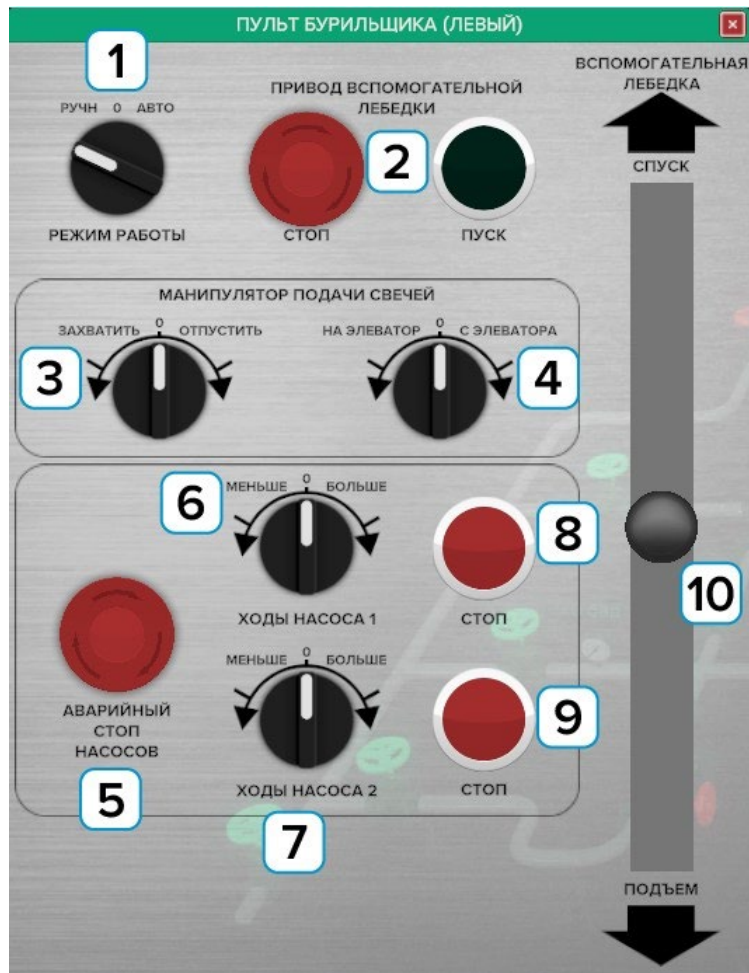 ПУЛЬТ БУРИЛЬЩИКА (ЛЕВЫЙ)
1
РУЧН 0 АВТО
РЕЖИМ РАБОТЫ
ПРИВОД ВСПОМОГАТЕЛЬНОЙ
ЛЕБЕДКИ
2
СТОП
ПУСК
ВСПОМОГАТЕЛЬНАЯ
ЛЕБЕДКА
СПУСК
МАНИПУЛЯТОР ПОДАЧИ СВЕЧЕЙ
ЗАХВАТИТЬ 0 ОТПУСТИТЬ
3
НА ЭЛЕВАТОР 0 С ЭЛЕВАТОРА
4
6
МЕНЬШЕ 0 БОЛЬШЕ
ХОДЫ НАСОСА 1
8
СТОП
10
МЕНЬШЕ 0 БОЛЬШЕ
ХОДЫ НАСОСА 2
7
9
СТОП
АВАРИЙНЫЙ
СТОП
НАСОСОВ
5
ПОДЪЕМ